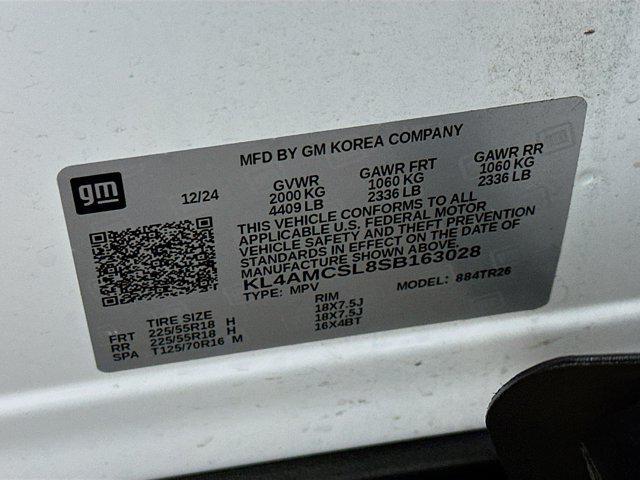 MFD BY GM KOREA COMPANY
gm
12/24
GVWR GAWR FRT GAWR RR
2000 KG 1060 KG 1060 KG
4409 LB 2336 LB 2336 LB
THIS VEHICLE CONFORMS TO ALL
APPLICABLE U.S. FEDERAL MOTOR
VEHICLE SAFETY AND THEFT PREVENTION
STANDARDS IN EFFECT ON THE DATE OF
MANUFACTURE SHOWN ABOVE.
KL4AMCSL8SB163028
TYPE: MPV MODEL: 884TR26
TIRE SIZE RIM
FRT 225/55R18 H 18X7.5J
RR 225/55R18 H 18X7.5J
SPA T125/70R16 M 16X4BT